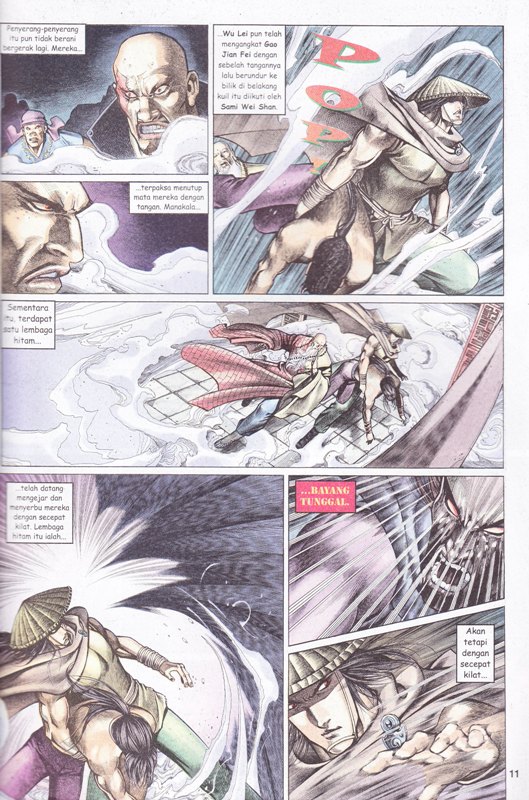 Penyerang-penyerang
itu pun tidak berani
bergerak lagi. Mereka...
...Wu Lei pun telah
mengangkat Gao
Jian Fei dengan
sebelah tangannya
lalu berundur ke
bilik di belakang
kuil itu diikuti oleh
Sami Wei Shan.
POP!
...terpaksa menutup
mata mereka dengan
tangan. Manakala...
Sementara
itu, terdapat
satu lembaga
hitam...
...telah datang
mengejar dan
menyerbu mereka
dengan secepat
kilat. Lembaga
hitam itu ialah...
...BAYANG
TUNGGAL.
Akan
tetapi
dengan
secepat
kilat...
11